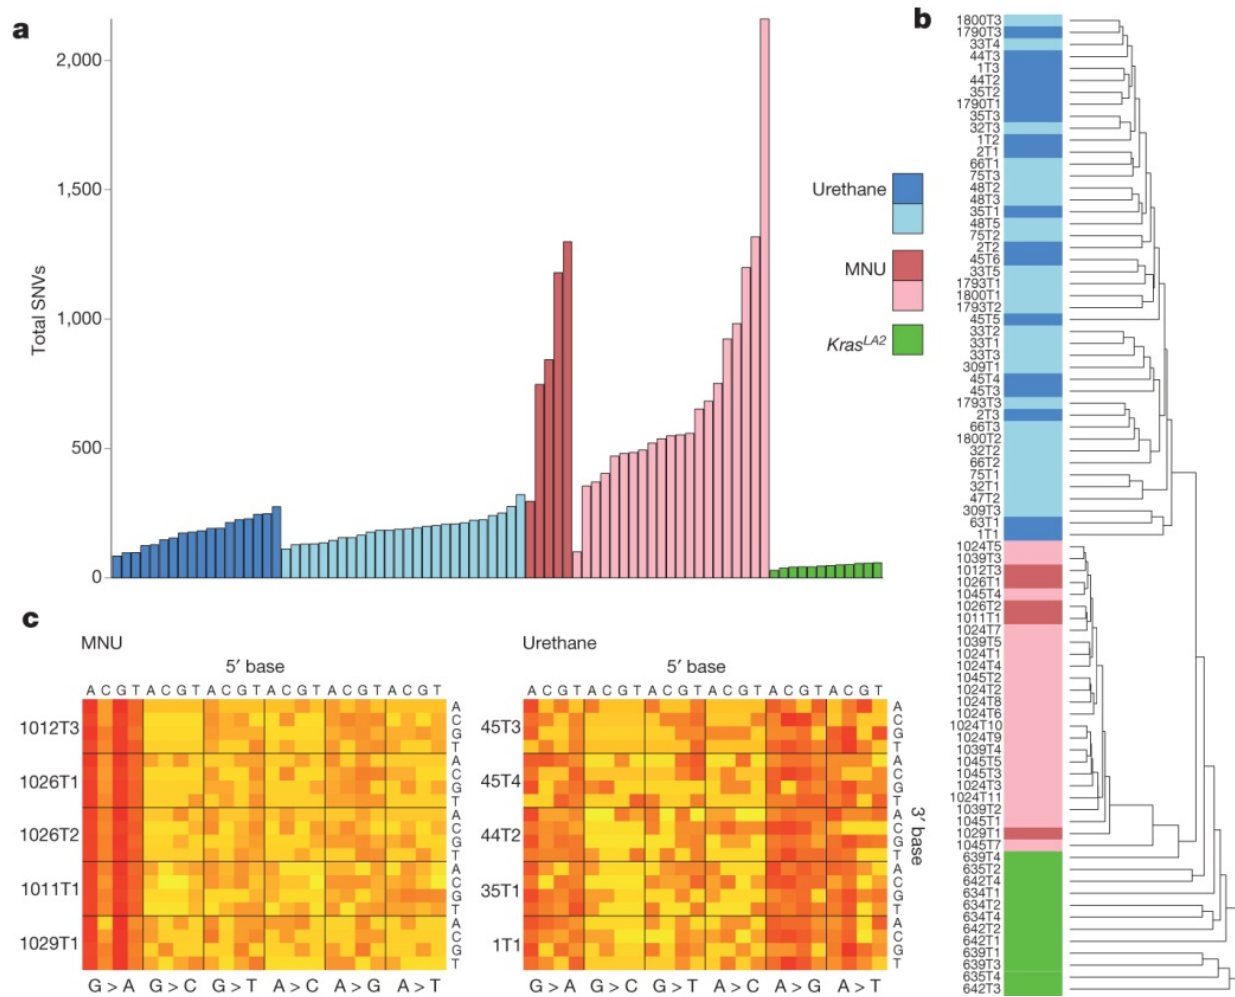 a
2,000
1,500
1,000
500
0
Total SNVs
Urethane
MNU
KrasLA2
b
1800T3
1790T3
33T4
44T3
1T3
44T2
35T2
1790T1
35T3
32T3
1T2
2T1
66T1
75T3
48T2
48T3
35T1
48T5
75T2
2T2
45T6
33T5
1793T1
1800T1
1793T2
45T5
33T2
33T1
33T3
309T1
45T4
45T3
1793T3
2T3
66T3
1800T2
32T2
66T2
75T1
32T1
47T2
309T3
63T1
1T1
1024T5
1039T3
1012T3
1026T1
1045T4
1026T2
1011T1
1024T7
1039T5
1024T1
1024T4
1045T2
1024T2
1024T8
1024T6
1024T10
1024T9
1039T4
1045T5
1045T3
1024T3
1024T11
1039T2
1045T1
1029T1
1045T7
639T4
635T2
642T4
634T1
634T2
634T4
642T2
642T1
639T1
639T3
635T4
642T3
c
MNU
5′ base
A C G T A C G T A C G T A C G T A C G T A C G T
1012T3
1026T1
1026T2
1011T1
1029T1
A
C
G
T
A
C
G
T
A
C
G
T
A
C
G
T
A
C
G
T
G > A G > C G > T A > C A > G A > T
Urethane
5′ base
A C G T A C G T A C G T A C G T A C G T A C G T
45T3
45T4
44T2
35T1
1T1
A
C
G
T
A
C
G
T
A
C
G
T
A
C
G
T
A
C
G
T
3′ base
G > A G > C G > T A > C A > G A > T